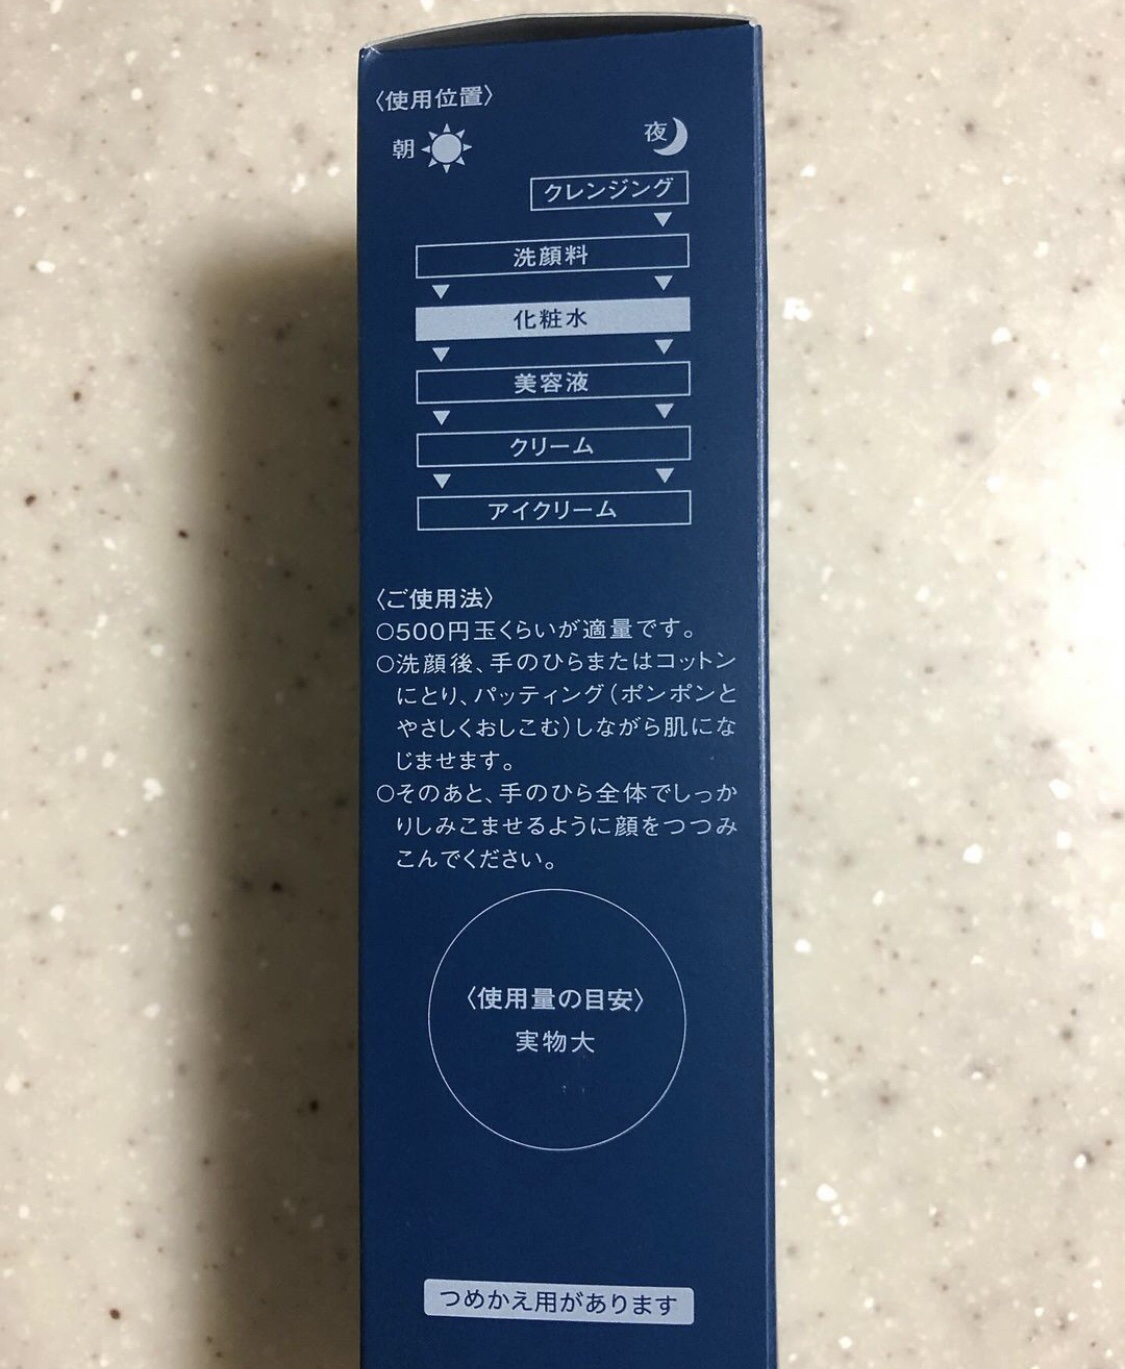 〈使用位置〉
朝
夜
クレンジング
洗顔料
化粧水
美容液
クリーム
アイクリーム
〈ご使用法〉
○500円玉くらいが適量です。
○洗顔後、手のひらまたはコットン
にとり、パッティング(ポンポンと
やさしくおしこむ)しながら肌にな
じませます。
○そのあと、手のひら全体でしっか
りしみこませるように顔をつつみ
こんでください。
〈使用量の目安〉
実物大
つめかえ用があります